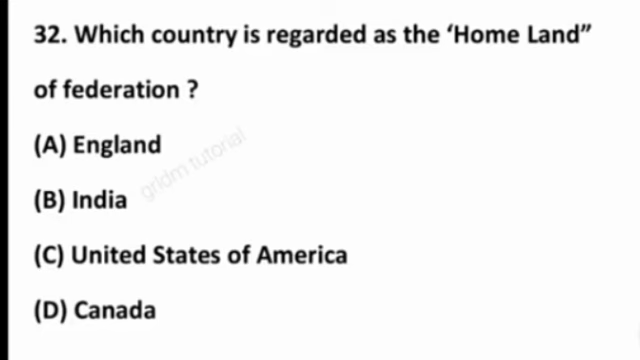 32. Which country is regarded as the ‘Home Land”
of federation ?
(A) England
gridm tutorial
(B) India
(C) United States of America
(D) Canada